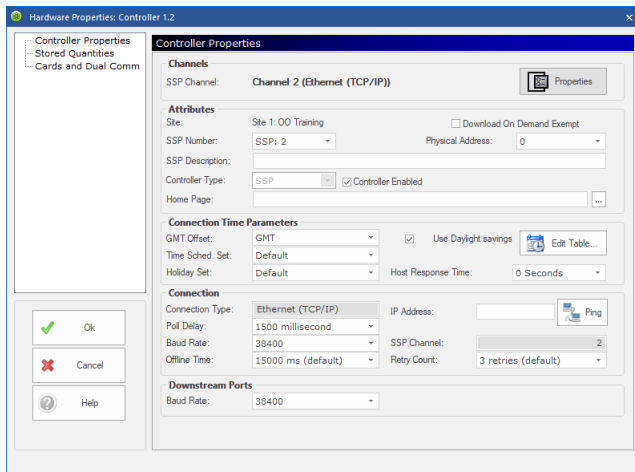 Hardware Properties: Controller 1.2
Controller Properties
Stored Quantities
Cards and Dual Comm
Controller Properties
Channels
SSP Channel: Channel 2 (Ethernet (TCP/IP)) Properties
Attributes
Site: Site 1: OO Training Download On Demand Exempt
SSP Number: SSP: 2 Physical Address: 0
SSP Description:
Controller Type: SSP Controller Enabled
Home Page: ...
Connection Time Parameters
GMT Offset: GMT Use Daylight savings Edit Table...
Time Sched. Set: Default
Holiday Set: Default Host Response Time: 0 Seconds
Connection
Connection Type: Ethernet (TCP/IP) IP Address: Ping
Poll Delay: 1500 millisecond
Baud Rate: 38400 SSP Channel: 2
Offline Time: 15000 ms (default) Retry Count: 3 retries (default)
Downstream Ports
Baud Rate: 38400
Ok
Cancel
Help